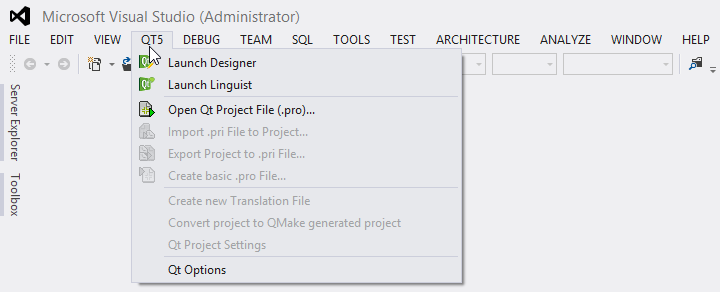 Microsoft Visual Studio (Administrator)
FILE EDIT VIEW QT5 DEBUG TEAM SQL TOOLS TEST ARCHITECTURE ANALYZE WINDOW HELP
Launch Designer
Launch Linguist
Open Qt Project File (.pro)...
Import .pri File to Project...
Export Project to .pri File...
Create basic .pro File...
Create new Translation File
Convert project to QMake generated project
Qt Project Settings
Qt Options
Server Explorer
Toolbox